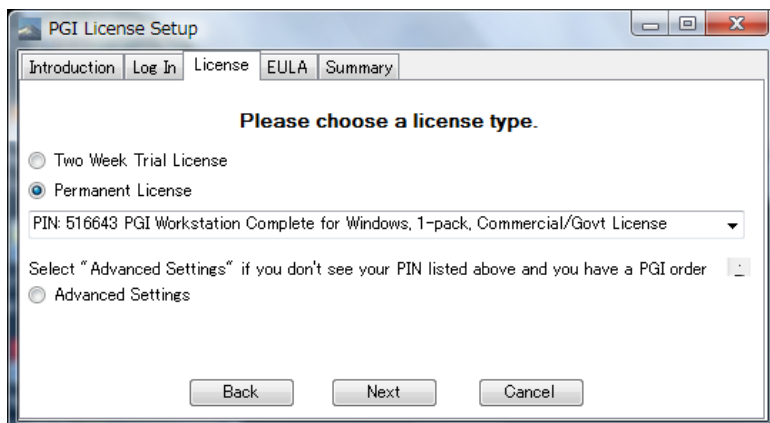 PGI License Setup
Introduction Log In License EULA Summary
Please choose a license type.
Two Week Trial License
Permanent License
PIN: 516643 PGI Workstation Complete for Windows, 1-pack, Commercial/Govt License
Select "Advanced Settings" if you don't see your PIN listed above and you have a PGI order
Advanced Settings
Back Next Cancel